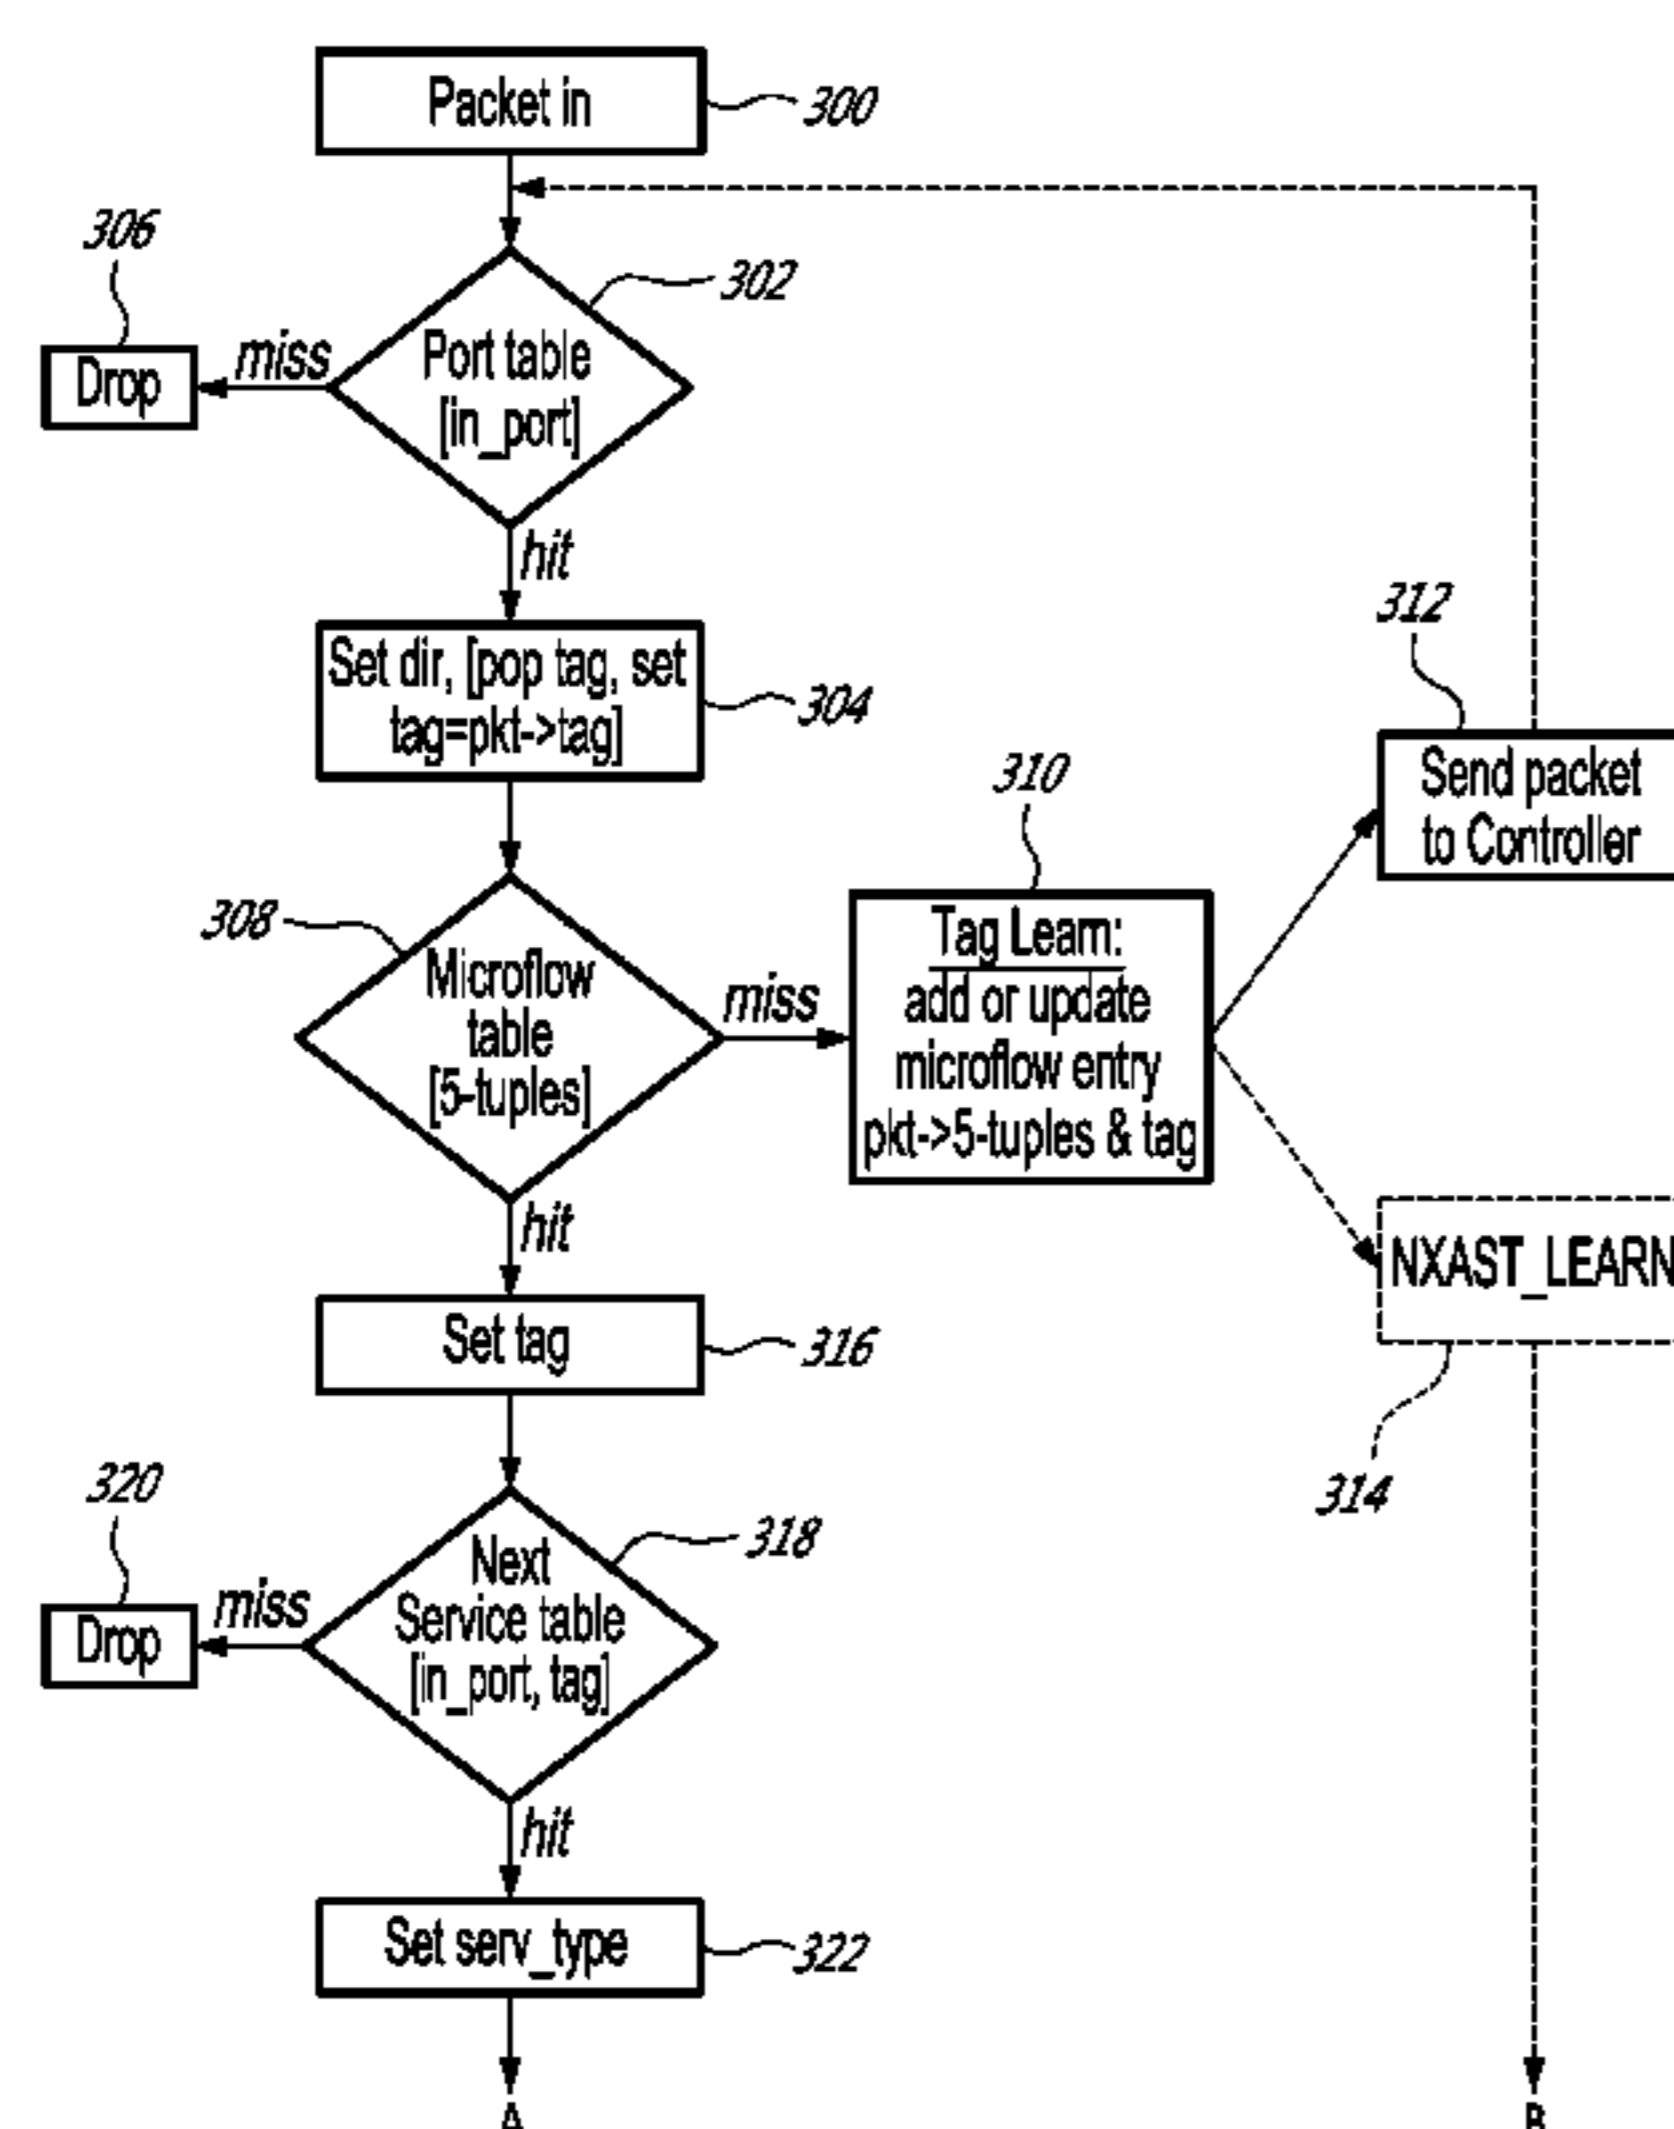 Packet in
300
306
302
Drop
miss
Port table
[in_port]
hit
Set dir, [pop tag, set
tag=pkt->tag]
304
312
Send packet
to Controller
310
308
Microflow
table
[5-tuples]
miss
Tag Learn:
add or update
microflow entry
pkt->5-tuples & tag
hit
NXAST_LEARN
314
Set tag
316
320
318
Drop
miss
Next
Service table
[in_port, tag]
hit
Set serv_type
322
A
B